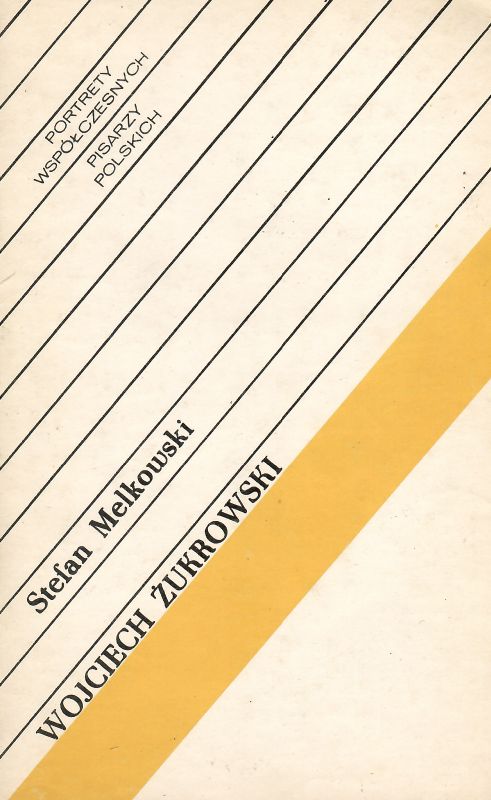 PORTRETY
WSPÓŁCZESNYCH
PISARZY
POLSKICH
Stefan Melkowski
WOJCIECH ŻUKROWSKI